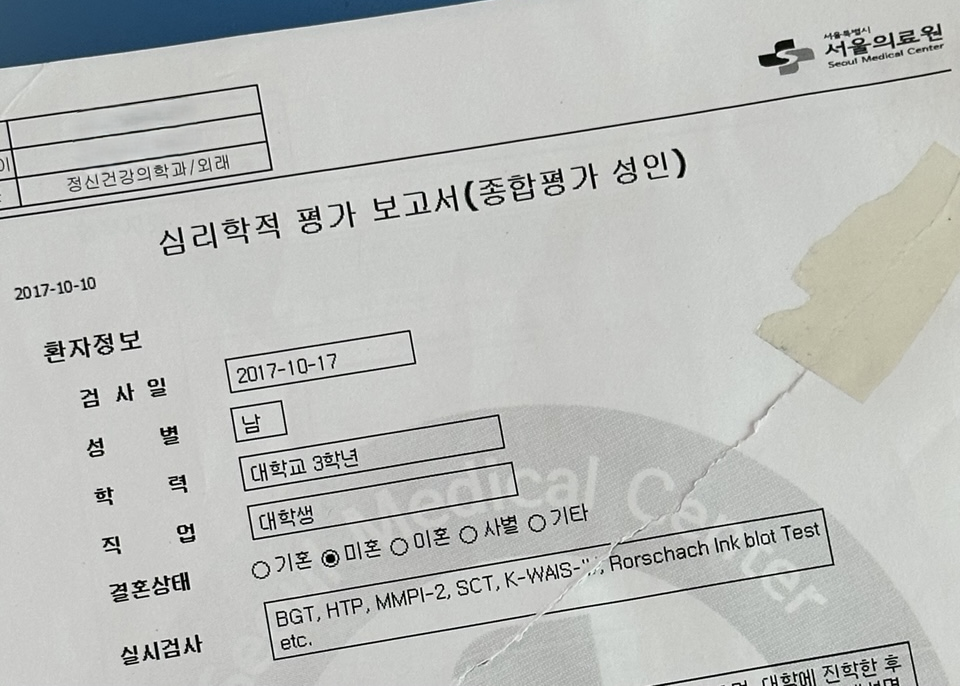 서울특별시
서울의료원
Seoul Medical Center
정신건강의학과/외래
심리학적 평가 보고서(종합평가 성인)
2017-10-10
환자정보
검 사 일 2017-10-17
성 별 남
학 력 대학교 3학년
직 업 대학생
결혼상태 기혼 미혼 이혼 사별 기타
실시검사 BGT, HTP, MMPI-2, SCT, K-WAIS- Rorschach Ink blot Test
etc.
대학에 진학한 후
Medical Center